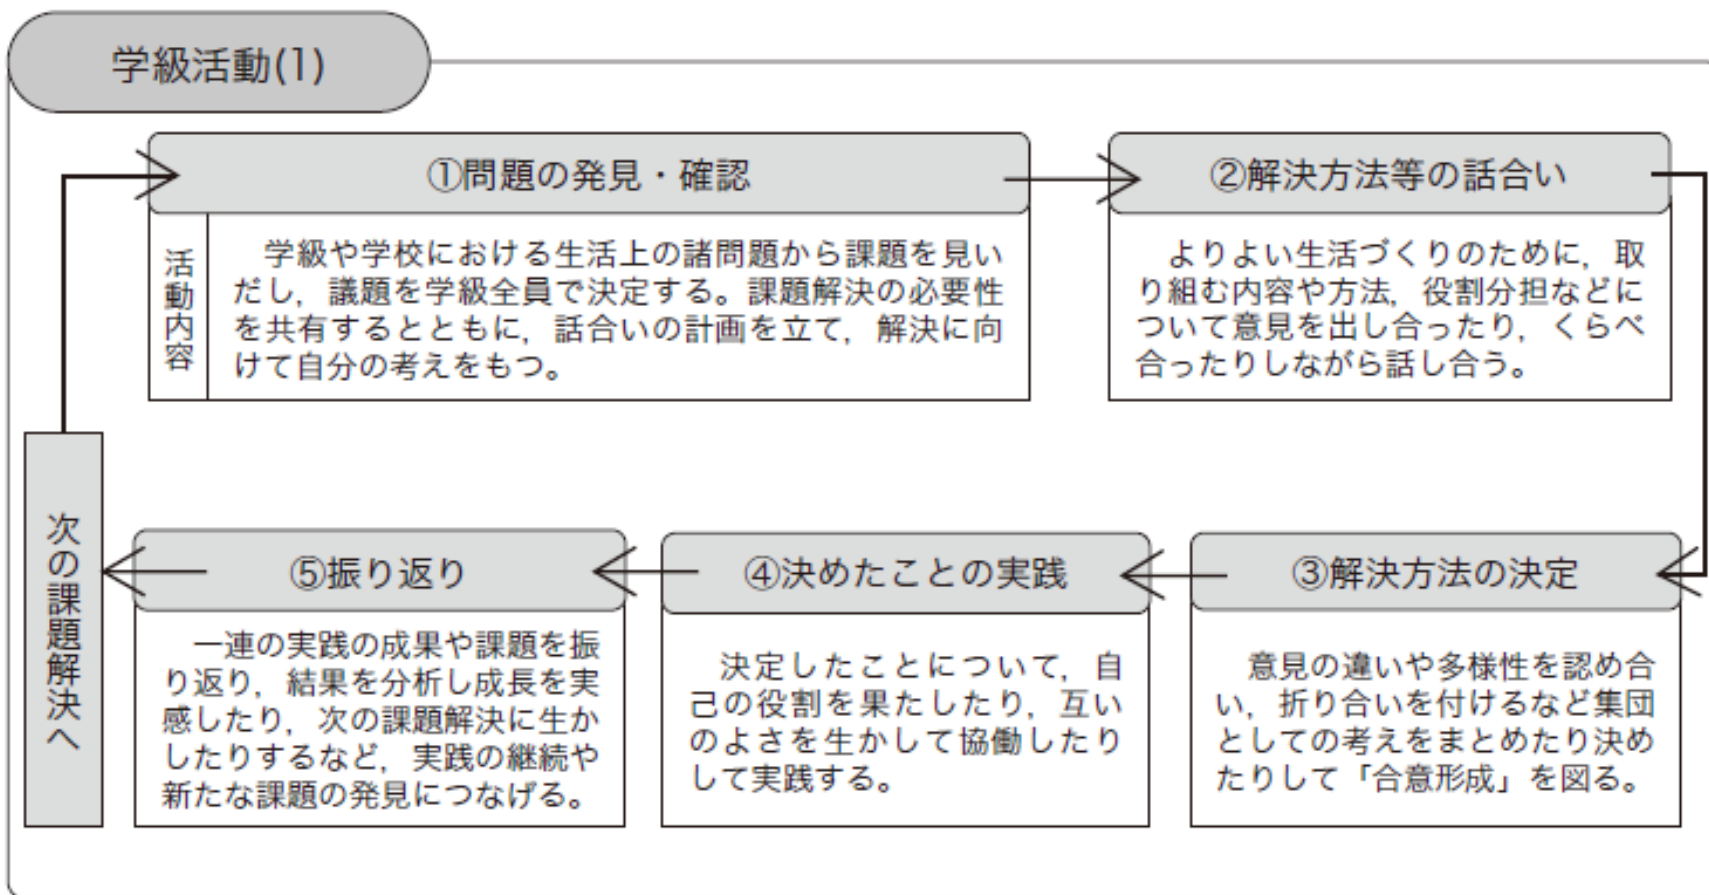 学級活動(1)
①問題の発見・確認
活動内容
学級や学校における生活上の諸問題から課題を見い
だし，議題を学級全員で決定する。課題解決の必要性
を共有するとともに，話合いの計画を立て，解決に向
けて自分の考えをもつ。
②解決方法等の話合い
よりよい生活づくりのために，取
り組む内容や方法，役割分担などに
ついて意見を出し合ったり，くらべ
合ったりしながら話し合う。
③解決方法の決定
意見の違いや多様性を認め合
い，折り合いを付けるなど集団
としての考えをまとめたり決め
たりして「合意形成」を図る。
④決めたことの実践
決定したことについて，自
己の役割を果たしたり，互い
のよさを生かして協働したり
して実践する。
⑤振り返り
一連の実践の成果や課題を振
り返り，結果を分析し成長を実
感したり，次の課題解決に生か
したりするなど，実践の継続や
新たな課題の発見につなげる。
次の課題解決へ